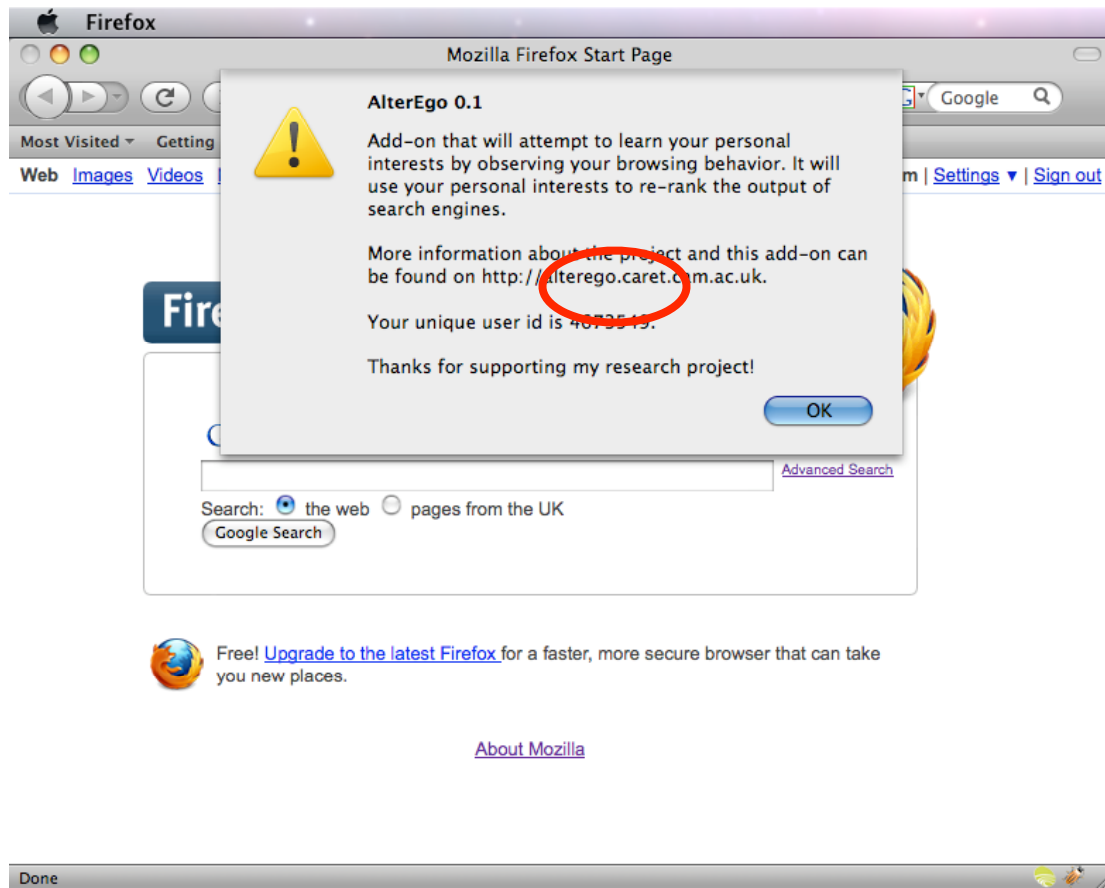 Firefox
Mozilla Firefox Start Page
Google
Most Visited Getting
Web Images Videos
m | Settings ▼ | Sign out
AlterEgo 0.1
Add-on that will attempt to learn your personal
interests by observing your browsing behavior. It will
use your personal interests to re-rank the output of
search engines.
More information about the project and this add-on can
be found on http://alterego.caret.cam.ac.uk.
Your unique user id is
Thanks for supporting my research project!
OK
Fire
Advanced Search
Search: the web pages from the UK
Google Search
Free! Upgrade to the latest Firefox for a faster, more secure browser that can take
you new places.
About Mozilla
Done